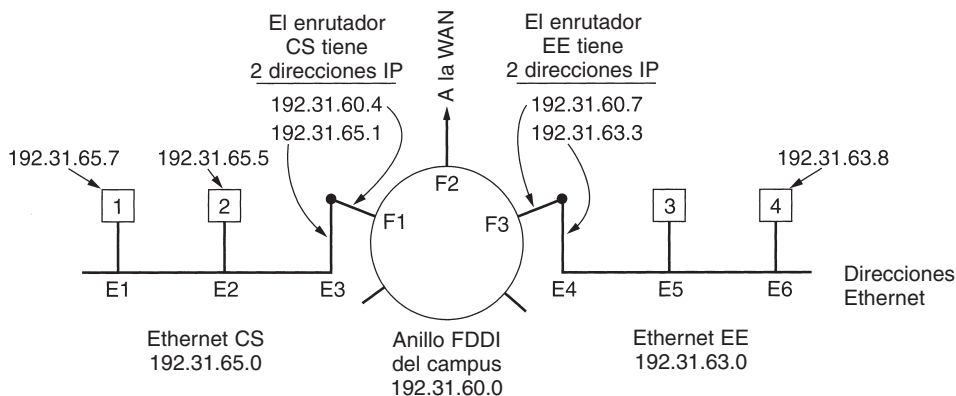 El enrutador
CS tiene
2 direcciones IP
192.31.60.4
192.31.65.1
A la WAN
El enrutador
EE tiene
2 direcciones IP
192.31.60.7
192.31.63.3
192.31.65.7
192.31.65.5
192.31.63.8
1
2
F1
F2
F3
3
4
E1
E2
E3
E4
E5
E6
Direcciones
Ethernet
Ethernet CS
192.31.65.0
Anillo FDDI
del campus
192.31.60.0
Ethernet EE
192.31.63.0